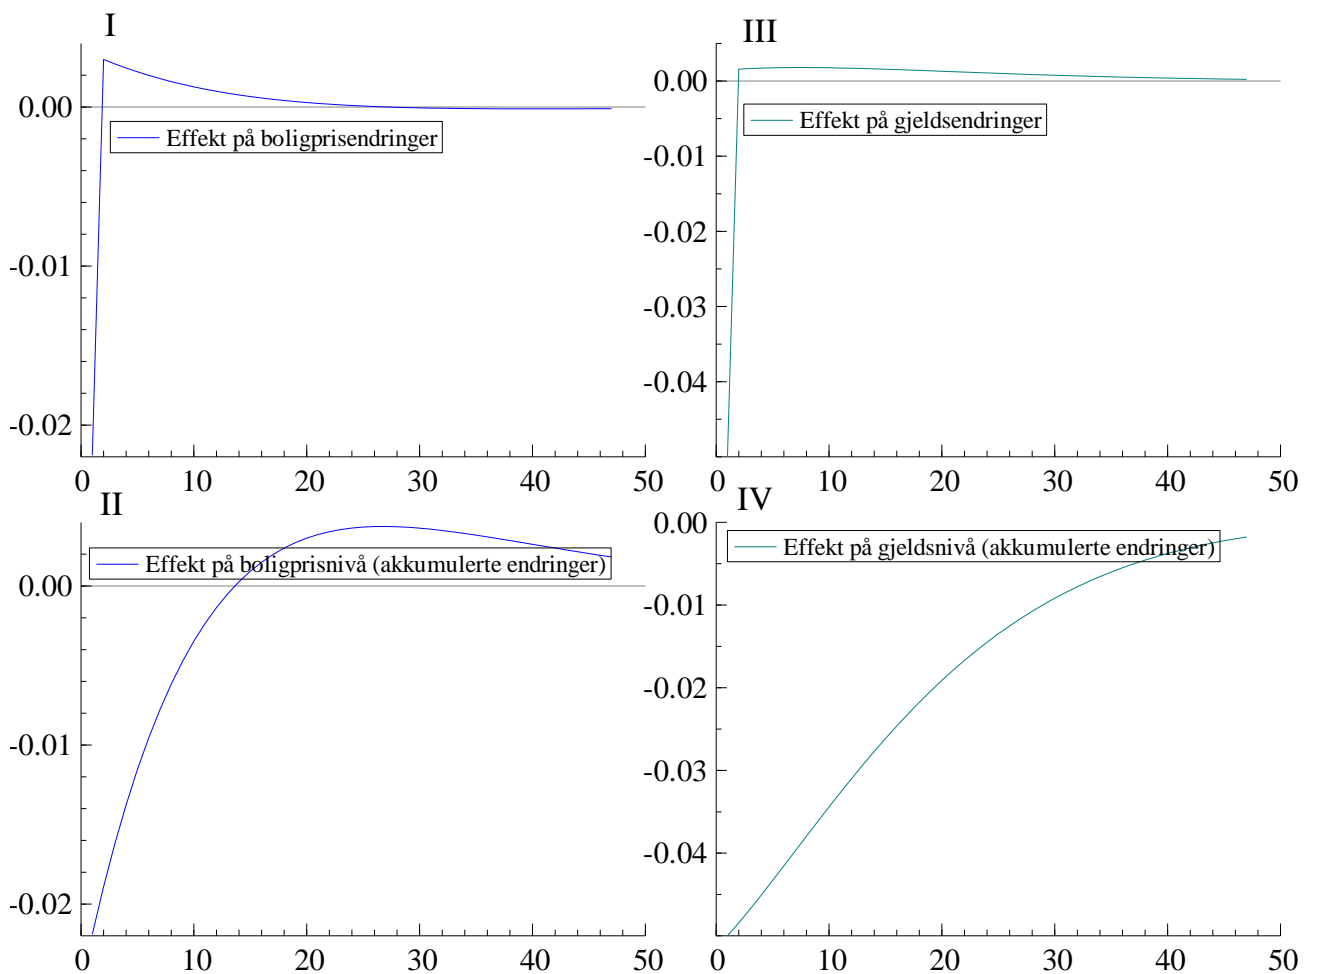 I
0.00
Effekt på boligprisendringer
-0.01
-0.02
0 10 20 30 40 50
III
0.00
Effekt på gjeldsendringer
-0.01
-0.02
-0.03
-0.04
0 10 20 30 40 50
II
Effekt på boligprisnivå (akkumulerte endringer)
0.00
-0.01
-0.02
0 10 20 30 40 50
IV
0.00
Effekt på gjeldsnivå (akkumulerte endringer)
-0.01
-0.02
-0.03
-0.04
0 10 20 30 40 50